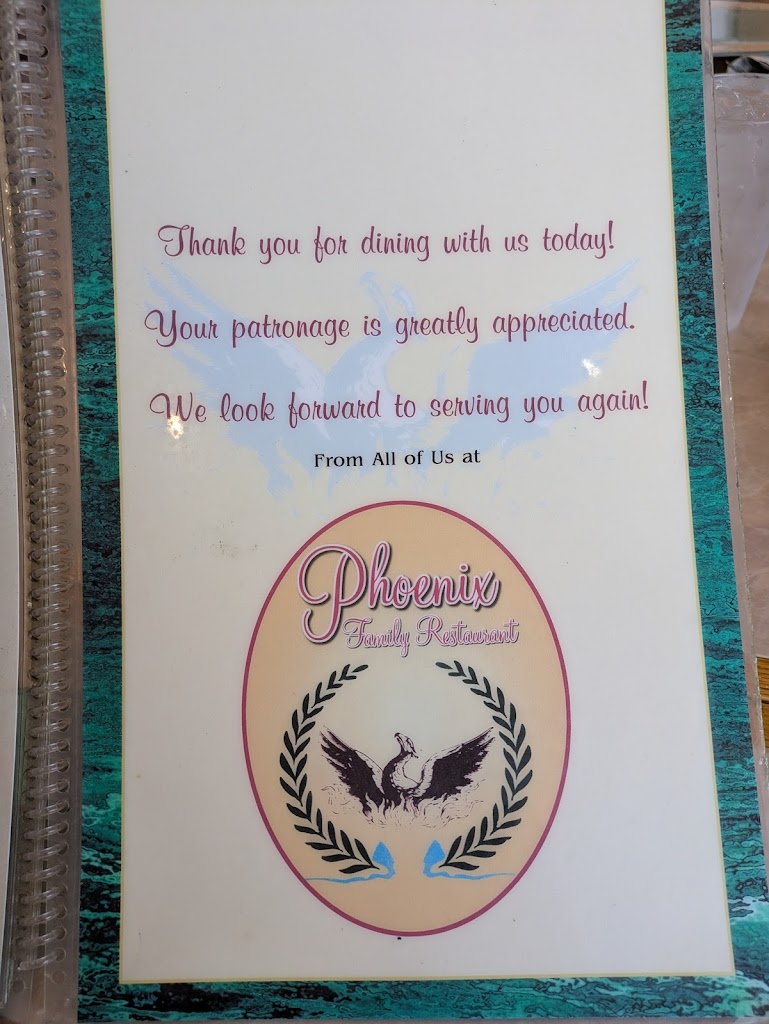 Thank you for dining with us today!
Your patronage is greatly appreciated.
We look forward to serving you again!
From All of Us at
Phoenix
Family Restaurant